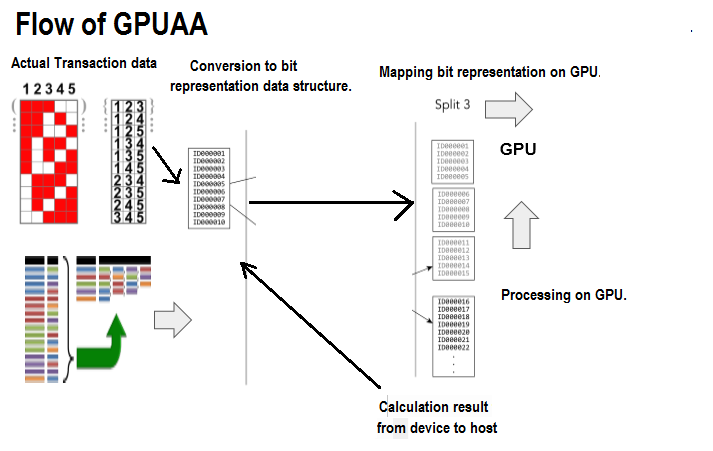 Flow of GPUAA
Actual Transaction data
1 2 3 4 5
1 2 3
1 2 4
1 2 5
1 3 4
1 3 5
1 4 5
2 3 4
2 3 5
2 4 5
3 4 5
Conversion to bit
representation data structure.
ID000001
ID000002
ID000003
ID000004
ID000005
ID000006
ID000007
ID000008
ID000009
ID000010
Mapping bit representation on GPU.
Split 3
GPU
ID000001
ID000002
ID000003
ID000004
ID000005
ID000006
ID000007
ID000008
ID000009
ID000010
ID000011
ID000012
ID000013
ID000014
ID000015
ID000016
ID000017
ID000018
ID000019
ID000020
ID000021
ID000022
.
.
.
Processing on GPU.
Calculation result
from device to host